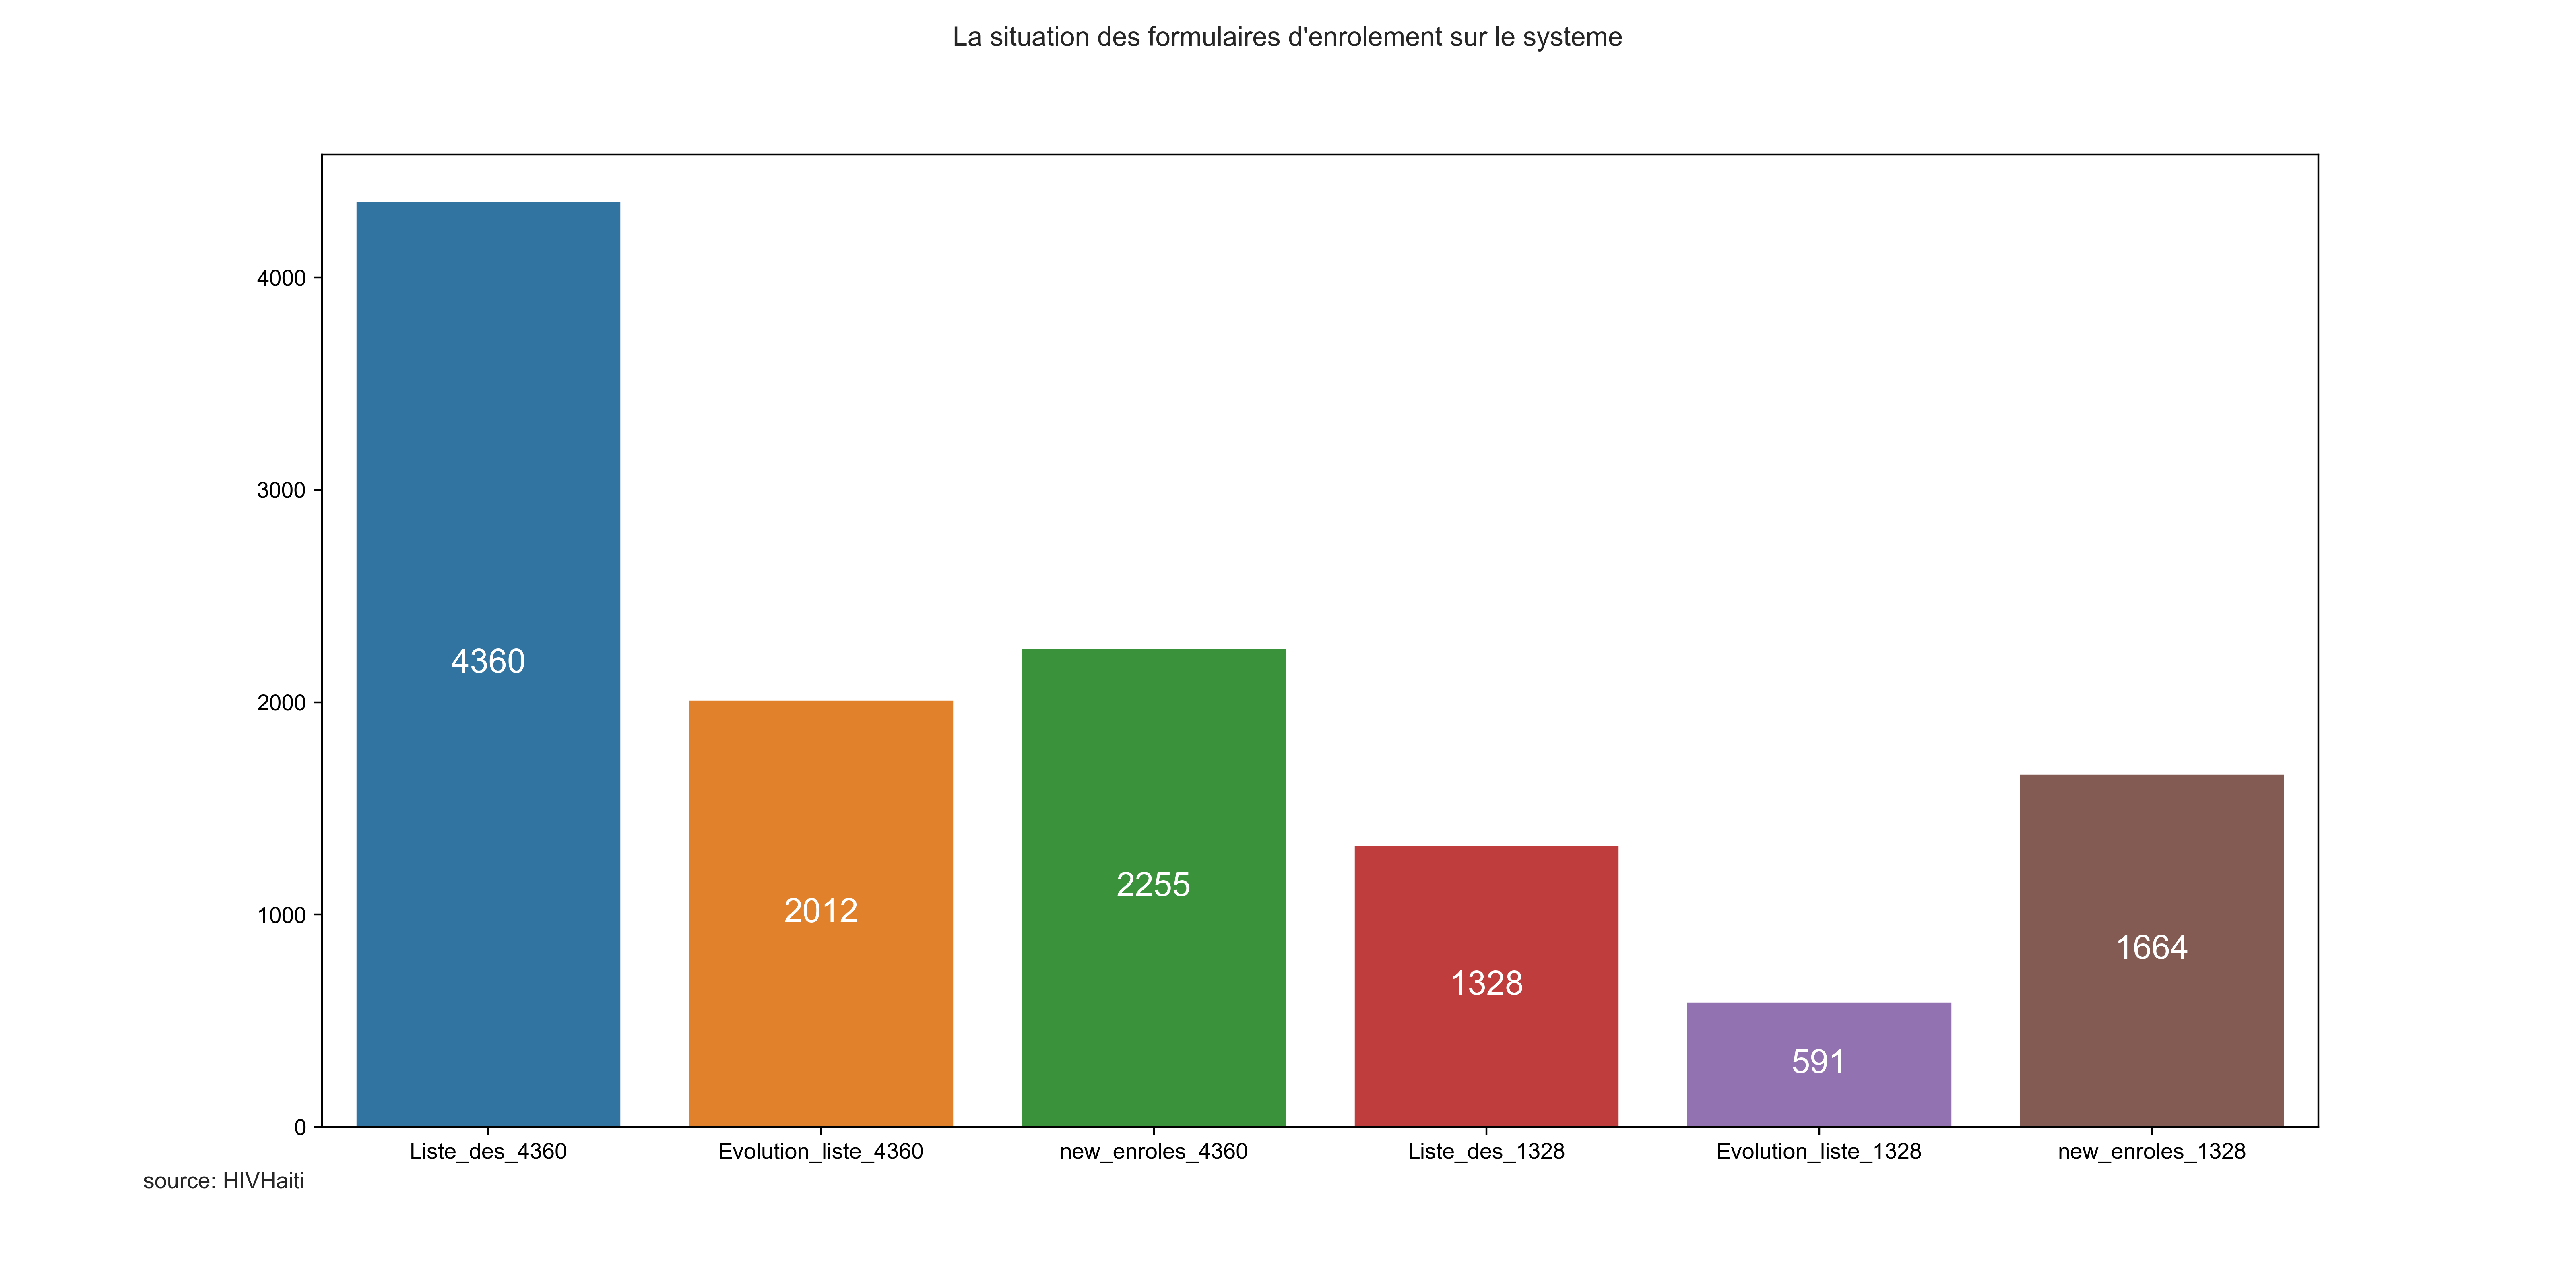 La situation des formulaires d'enrolement sur le systeme
4000
3000
2000
1000
0
4360
2012
2255
1328
591
1664
Liste_des_4360
Evolution_liste_4360
new_enroles_4360
Liste_des_1328
Evolution_liste_1328
new_enroles_1328
source: HIVHaiti